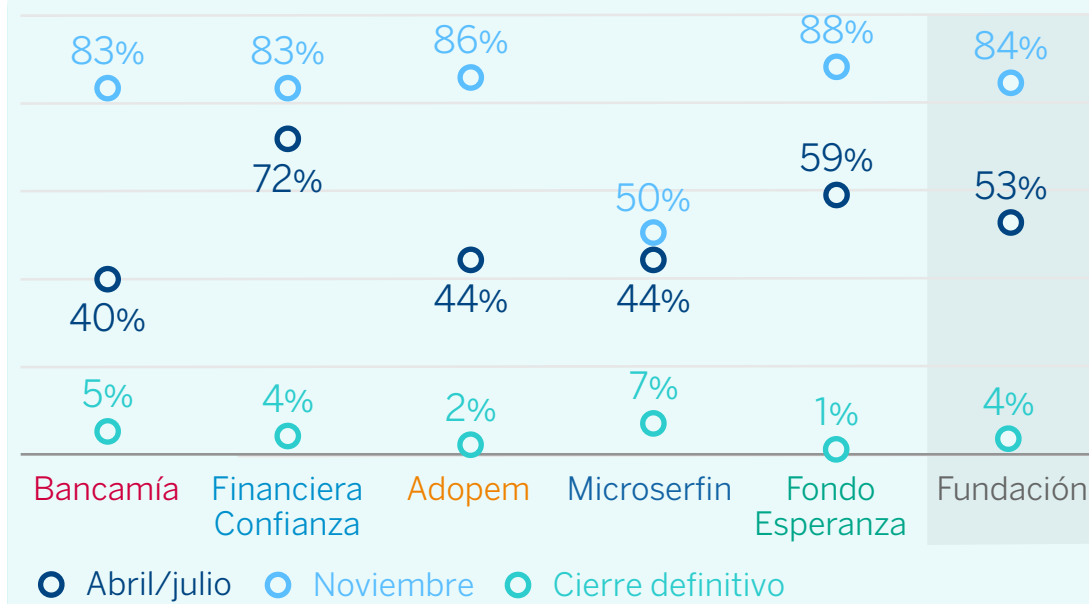 83% 83% 86% 88% 84%
72% 59% 53%
50%
40% 44% 44%
5% 4% 2% 7% 1% 4%
Bancamía Financiera Confianza Adopem Microserfin Fondo Esperanza Fundación
Abril/julio Noviembre Cierre definitivo